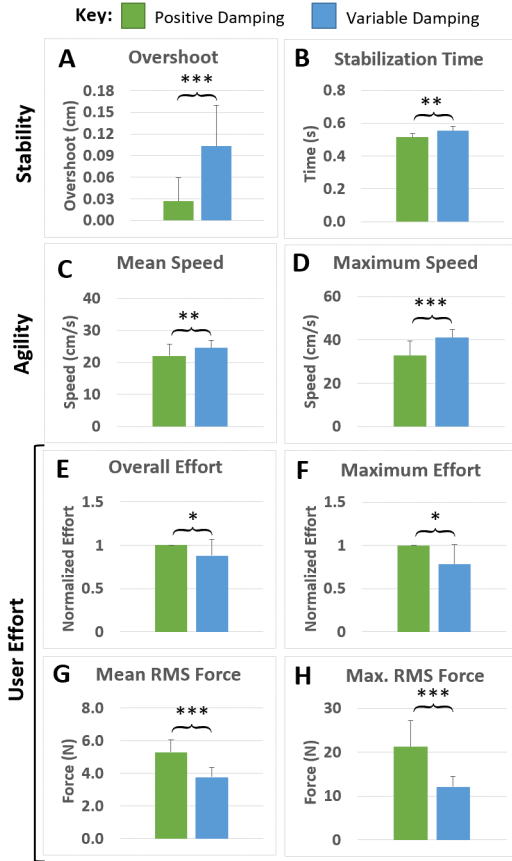 Key: Positive Damping Variable Damping
Stability
A Overshoot
***
Overshoot (cm)
0.18
0.15
0.12
0.09
0.06
0.03
0.00
B Stabilization Time
**
Time (s)
0.8
0.6
0.4
0.2
0.0
Agility
C Mean Speed
**
Speed (cm/s)
40
30
20
10
0
D Maximum Speed
***
Speed (cm/s)
60
40
20
0
User Effort
E Overall Effort
*
Normalized Effort
1.5
1
0.5
0
F Maximum Effort
*
Normalized Effort
1.5
1
0.5
0
G Mean RMS Force
***
Force (N)
8.0
6.0
4.0
2.0
0.0
H Max. RMS Force
***
Force (N)
30
20
10
0